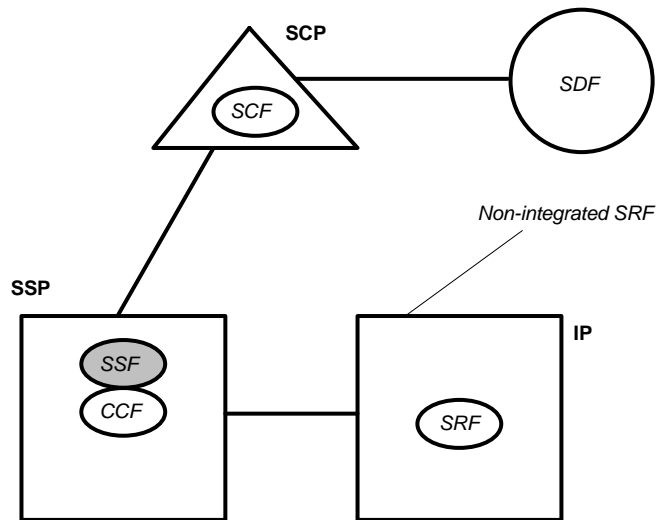 SCP
SCF
SDF
Non-integrated SRF
SSP
IP
SSF
CCF
SRF